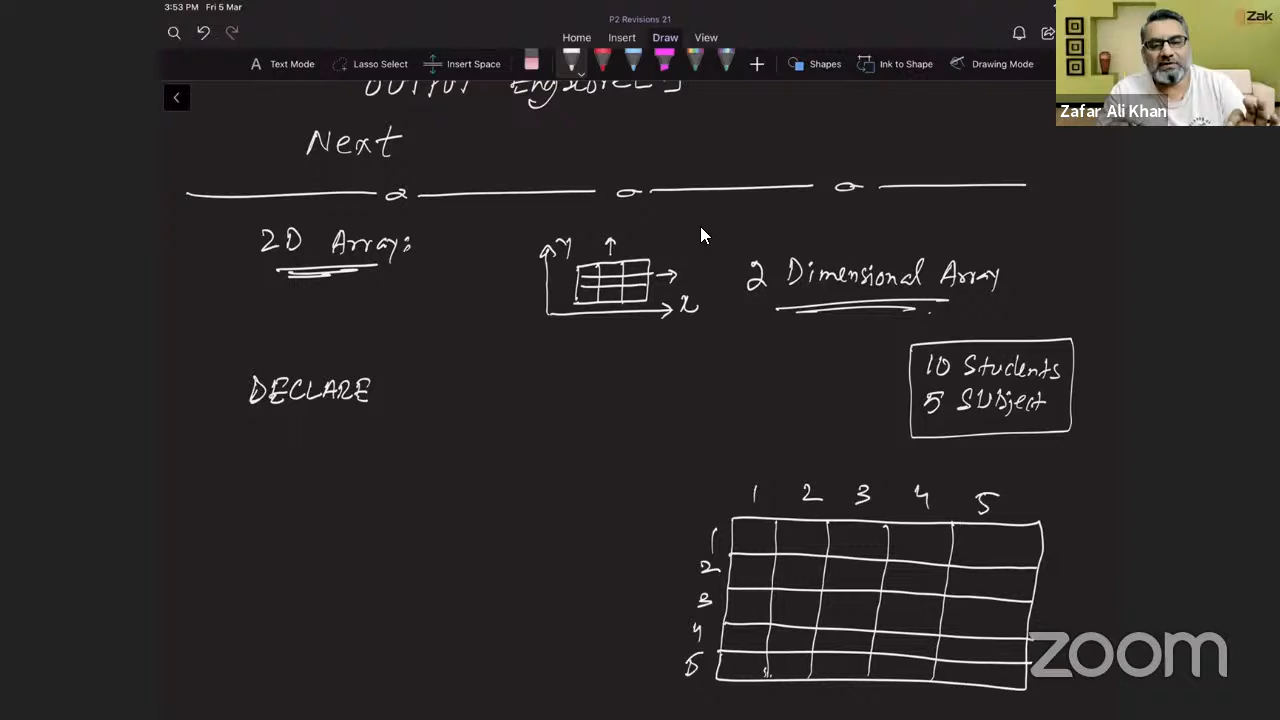 3:53 PM Fri 5 Mar
P2 Revisions 21
Home Insert Draw View
Text Mode Lasso Select Insert Space Shapes Ink to Shape Drawing Mode
Zak
Zafar Ali Khan
OUTPUT
Next
2D Array:
Y
X
2 Dimensional Array
10 Students
5 Subject
DECLARE
1 2 3 4 5
1
2
3
4
5
zoom